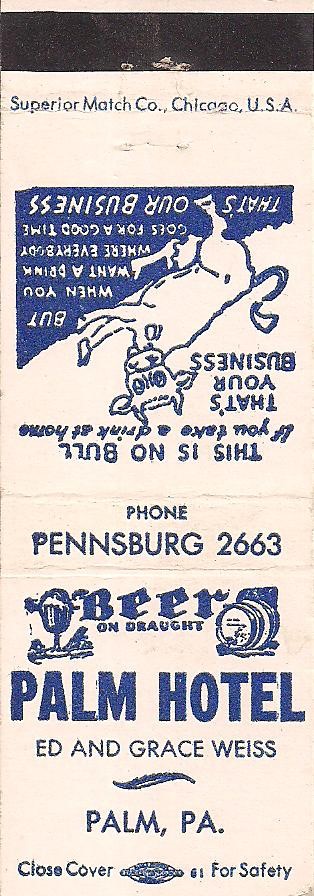 Superior Match Co., Chicago, U.S.A.
THIS IS NO BULL
If you take a drink at home
THAT'S
YOUR
BUSINESS
BUT
WHEN YOU
WANT A DRINK
WHERE EVERYBODY
GOES FOR A GOOD TIME
THAT'S OUR BUSINESS
PHONE
PENNSBURG 2663
Beer
ON DRAUGHT
PALM HOTEL
ED AND GRACE WEISS
PALM, PA.
Close Cover 61 For Safety